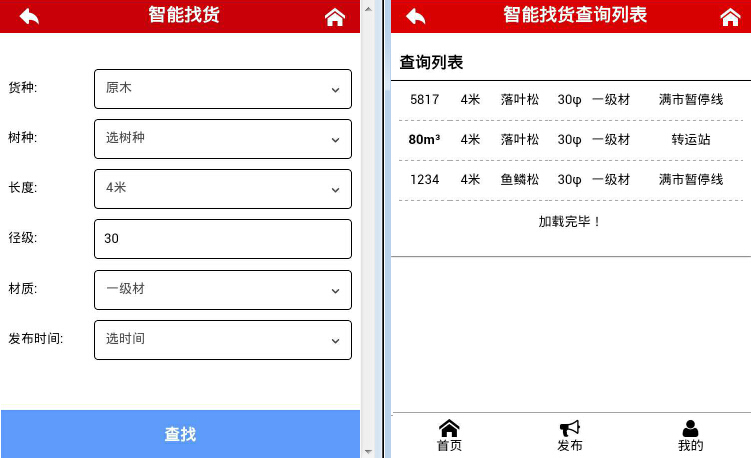 智能找货
货种: 原木
树种: 选树种
长度: 4米
径级: 30
材质: 一级材
发布时间: 选时间
查找
智能找货查询列表
查询列表
5817 4米 落叶松 30φ 一级材 满市暂停线
80m³ 4米 落叶松 30φ 一级材 转运站
1234 4米 鱼鳞松 30φ 一级材 满市暂停线
加载完毕！
首页 发布 我的